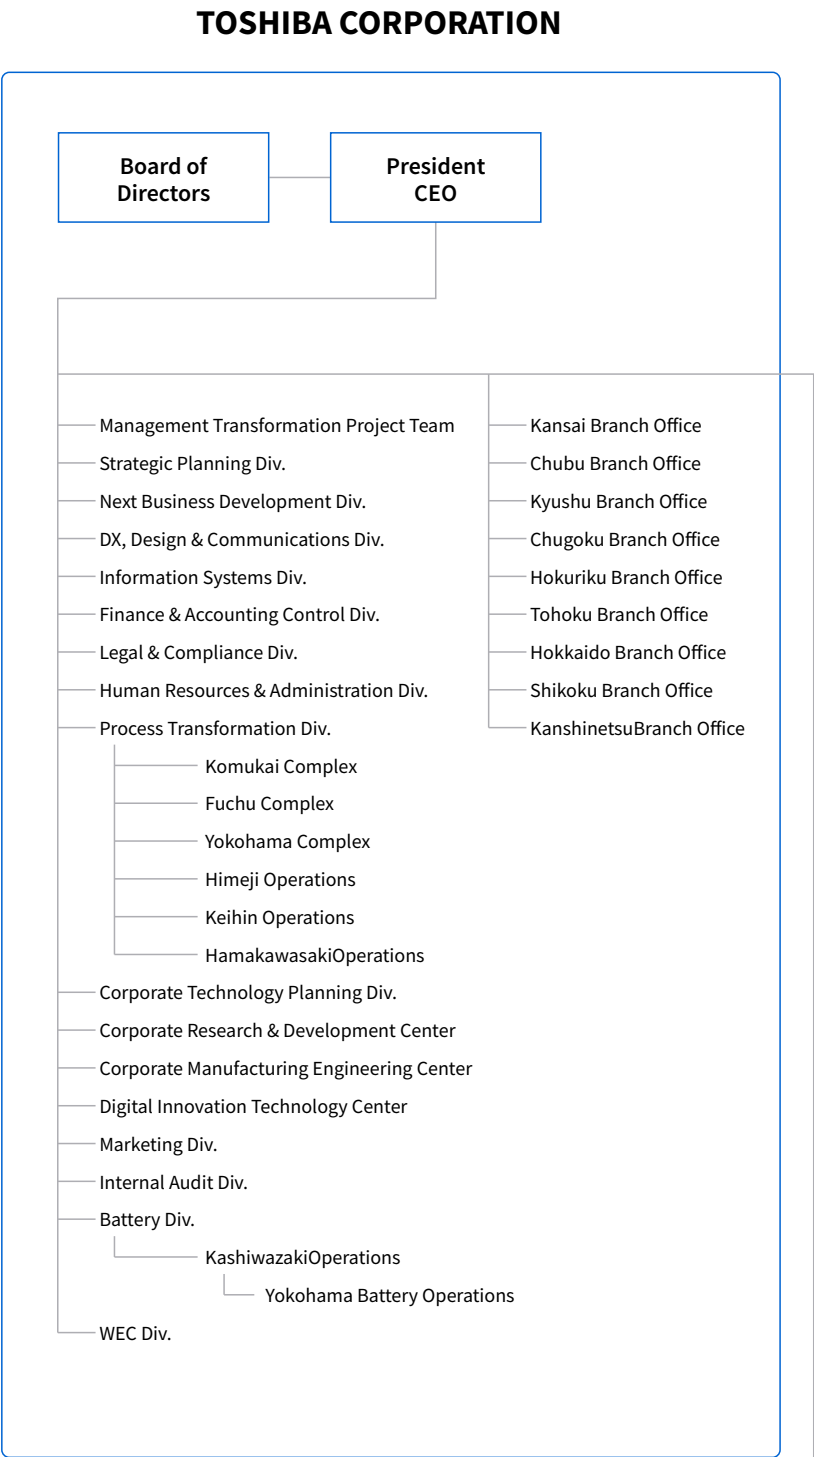 TOSHIBA CORPORATION
Board of
Directors
President
CEO
Management Transformation Project Team
Strategic Planning Div.
Next Business Development Div.
DX, Design & Communications Div.
Information Systems Div.
Finance & Accounting Control Div.
Legal & Compliance Div.
Human Resources & Administration Div.
Process Transformation Div.
Komukai Complex
Fuchu Complex
Yokohama Complex
Himeji Operations
Keihin Operations
HamakawasakiOperations
Corporate Technology Planning Div.
Corporate Research & Development Center
Corporate Manufacturing Engineering Center
Digital Innovation Technology Center
Marketing Div.
Internal Audit Div.
Battery Div.
KashiwazakiOperations
Yokohama Battery Operations
WEC Div.
Kansai Branch Office
Chubu Branch Office
Kyushu Branch Office
Chugoku Branch Office
Hokuriku Branch Office
Tohoku Branch Office
Hokkaido Branch Office
Shikoku Branch Office
KanshinetsuBranch Office